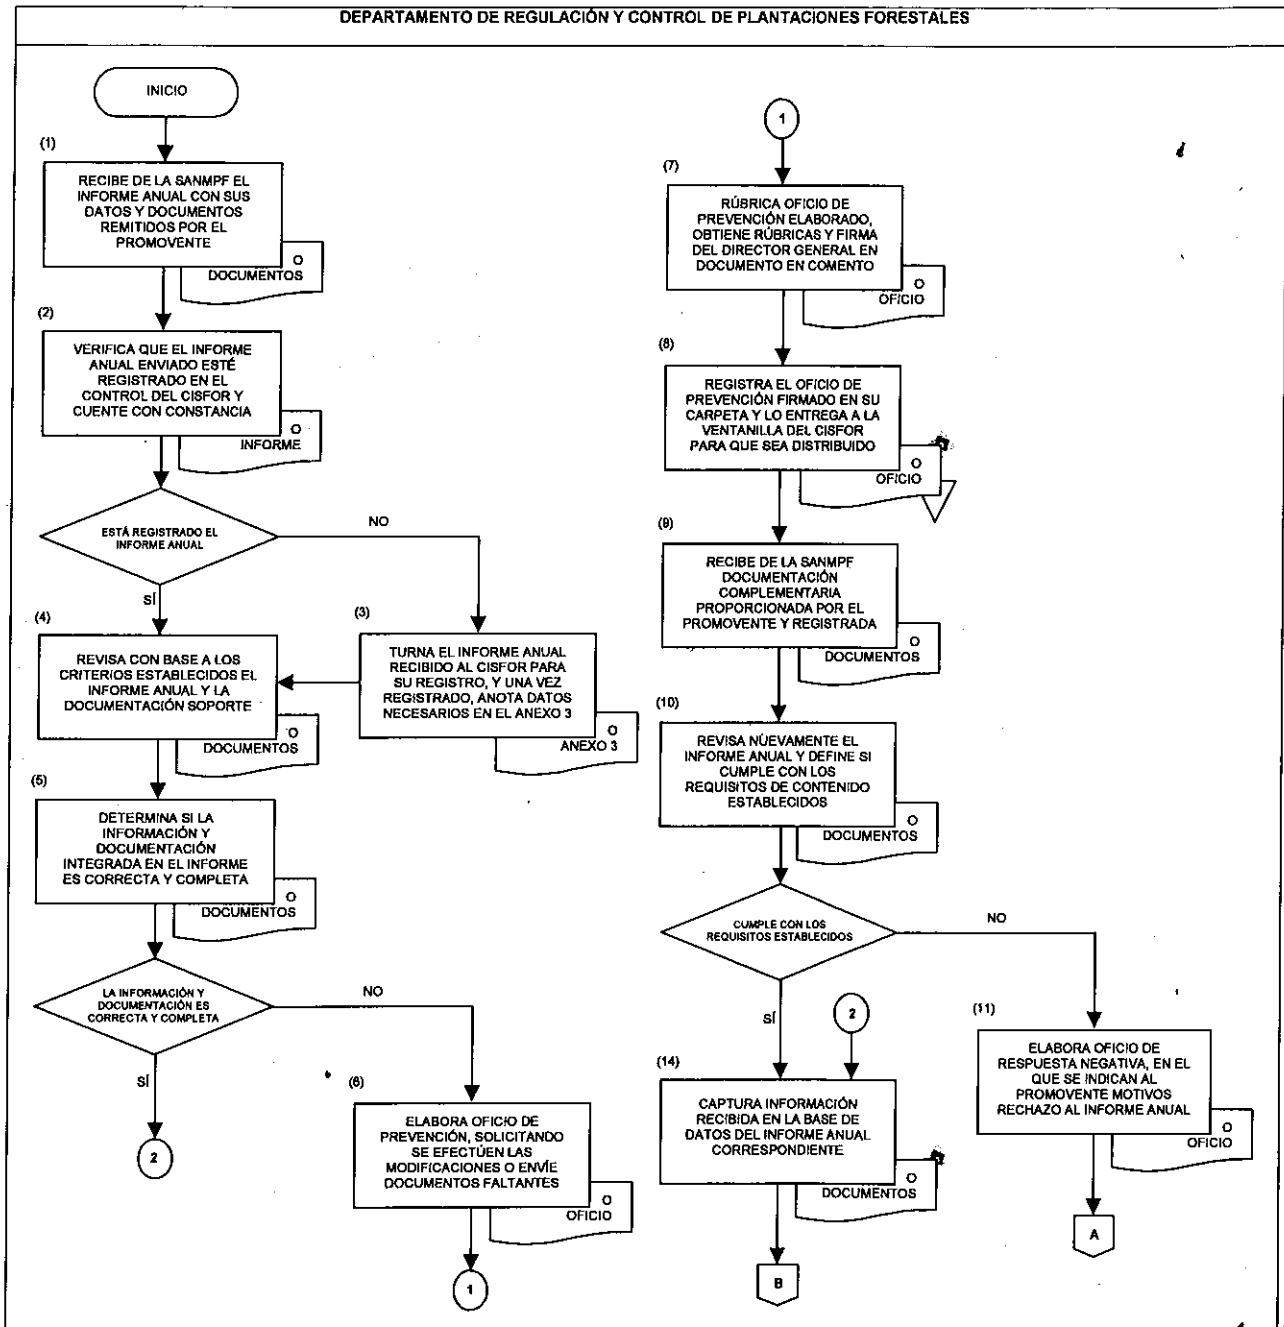 DEPARTAMENTO DE REGULACIÓN Y CONTROL DE PLANTACIONES FORESTALES
INICIO
(1)
RECIBE DE LA SANMPF EL
INFORME ANUAL CON SUS
DATOS Y DOCUMENTOS
REMITIDOS POR EL
PROMOVENTE
O
DOCUMENTOS
(2)
VERIFICA QUE EL INFORME
ANUAL ENVIADO ESTÉ
REGISTRADO EN EL
CONTROL DEL CISFOR Y
CUENTE CON CONSTANCIA
O
INFORME
ESTÁ REGISTRADO EL
INFORME ANUAL
NO
SÍ
(4)
REVISA CON BASE A LOS
CRITERIOS ESTABLECIDOS EL
INFORME ANUAL Y LA
DOCUMENTACIÓN SOPORTE
O
DOCUMENTOS
(3)
TURNA EL INFORME ANUAL
RECIBIDO AL CISFOR PARA
SU REGISTRO, Y UNA VEZ
REGISTRADO, ANOTA DATOS
NECESARIOS EN EL ANEXO 3
O
ANEXO 3
(5)
DETERMINA SI LA
INFORMACIÓN Y
DOCUMENTACIÓN
INTEGRADA EN EL INFORME
ES CORRECTA Y COMPLETA
O
DOCUMENTOS
LA INFORMACIÓN Y
DOCUMENTACIÓN ES
CORRECTA Y COMPLETA
NO
SÍ
2
(6)
ELABORA OFICIO DE
PREVENCIÓN, SOLICITANDO
SE EFECTÚEN LAS
MODIFICACIONES O ENVÍE
DOCUMENTOS FALTANTES
O
OFICIO
1
1
(7)
RÚBRICA OFICIO DE
PREVENCIÓN ELABORADO,
OBTIENE RÚBRICAS Y FIRMA
DEL DIRECTOR GENERAL EN
DOCUMENTO EN COMENTO
O
OFICIO
(8)
REGISTRA EL OFICIO DE
PREVENCIÓN FIRMADO EN SU
CARPETA Y LO ENTREGA A LA
VENTANILLA DEL CISFOR
PARA QUE SEA DISTRIBUIDO
O
OFICIO
(9)
RECIBE DE LA SANMPF
DOCUMENTACIÓN
COMPLEMENTARIA
PROPORCIONADA POR EL
PROMOVENTE Y REGISTRADA
O
DOCUMENTOS
(10)
REVISA NUEVAMENTE EL
INFORME ANUAL Y DEFINE SI
CUMPLE CON LOS
REQUISITOS DE CONTENIDO
ESTABLECIDOS
O
DOCUMENTOS
CUMPLE CON LOS
REQUISITOS ESTABLECIDOS
NO
SÍ
2
(14)
CAPTURA INFORMACIÓN
RECIBIDA EN LA BASE DE
DATOS DEL INFORME ANUAL
CORRESPONDIENTE
O
DOCUMENTOS
B
(11)
ELABORA OFICIO DE
RESPUESTA NEGATIVA, EN EL
QUE SE INDICAN AL
PROMOVENTE MOTIVOS
RECHAZO AL INFORME ANUAL
O
OFICIO
A